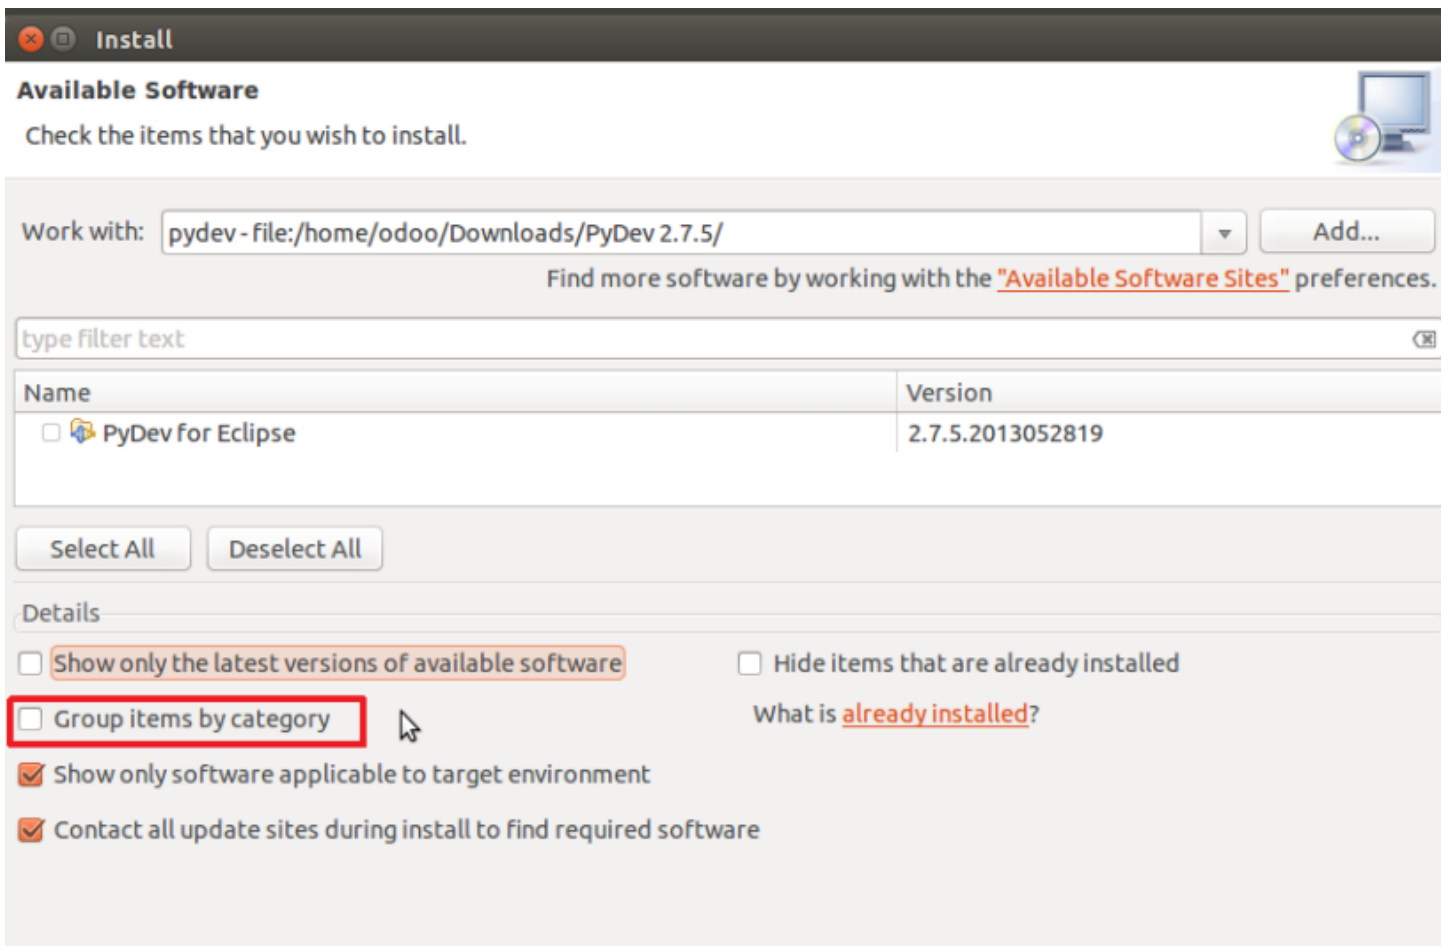 Install
Available Software
Check the items that you wish to install.
Work with: pydev - file:/home/odoo/Downloads/PyDev 2.7.5/ Add...
Find more software by working with the "Available Software Sites" preferences.
type filter text
Name Version
PyDev for Eclipse 2.7.5.2013052819
Select All Deselect All
Details
Show only the latest versions of available software Hide items that are already installed
Group items by category What is already installed?
Show only software applicable to target environment
Contact all update sites during install to find required software